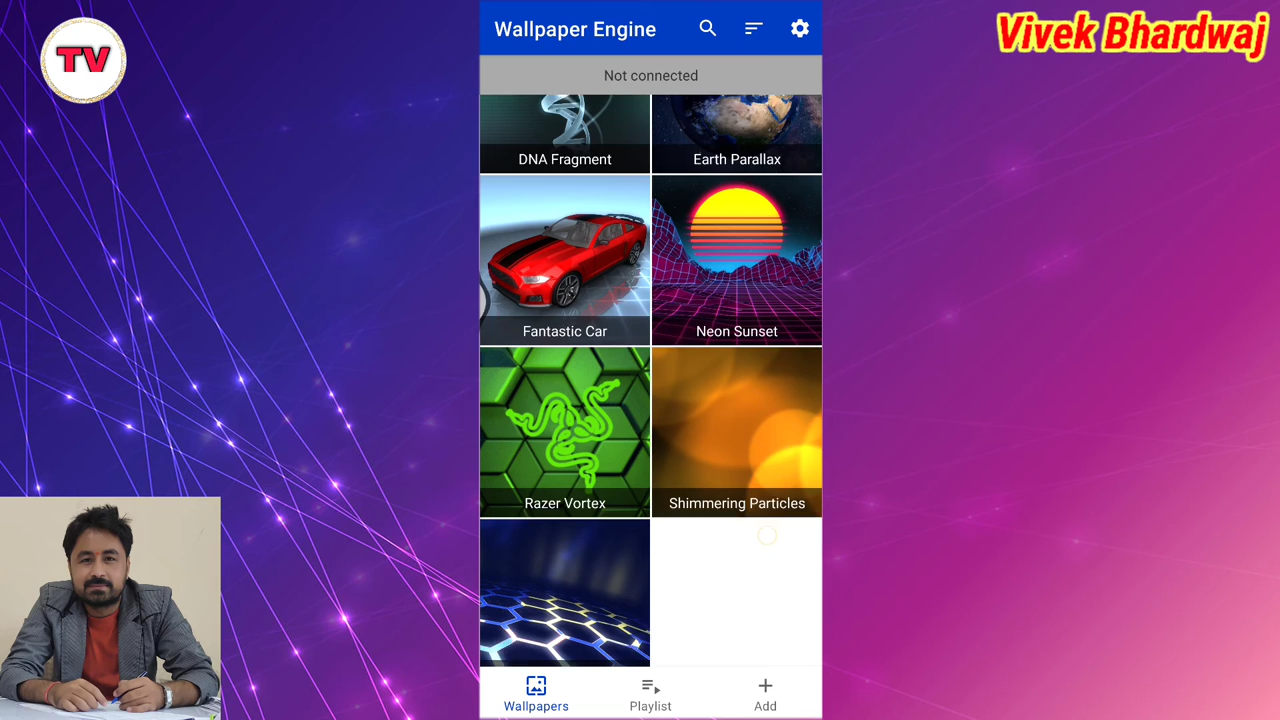 TV
Vivek Bhardwaj
Wallpaper Engine
Not connected
DNA Fragment
Earth Parallax
Fantastic Car
Neon Sunset
Razer Vortex
Shimmering Particles
Wallpapers
Playlist
Add